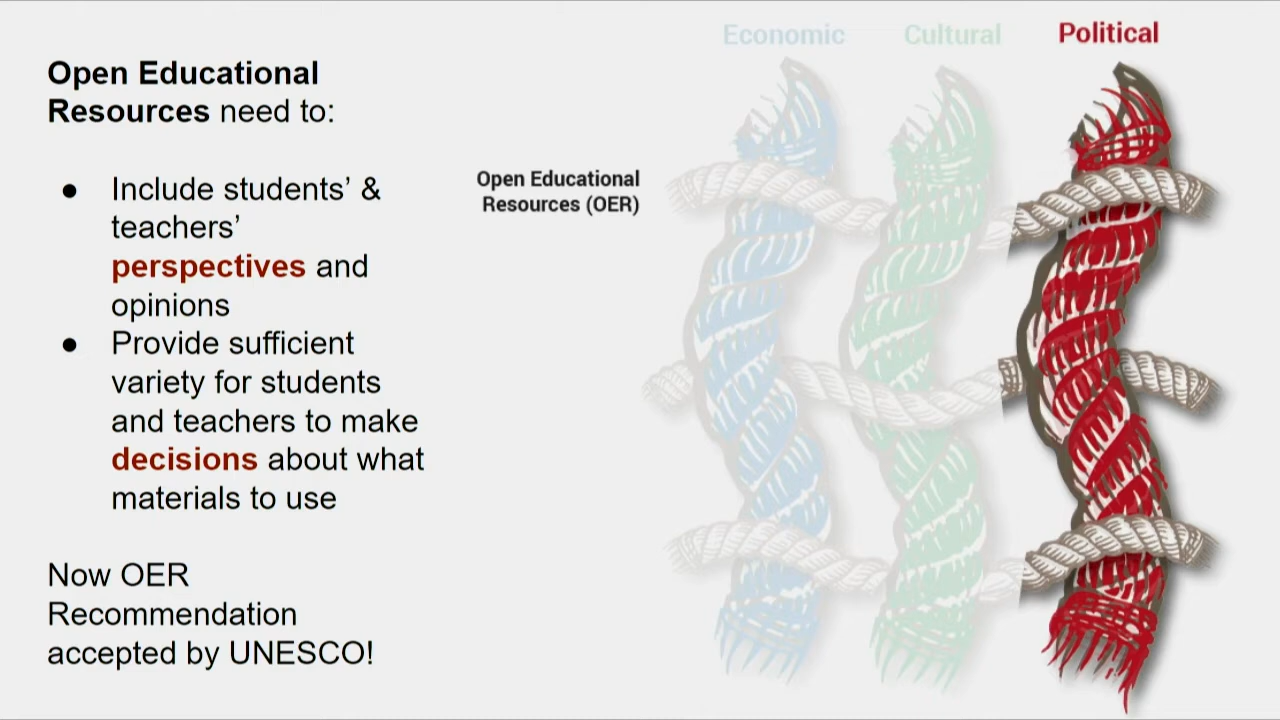 Economic
Cultural
Political
Open Educational
Resources need to:
● Include students’ &
teachers’
perspectives and
opinions
● Provide sufficient
variety for students
and teachers to make
decisions about what
materials to use
Now OER
Recommendation
accepted by UNESCO!
Open Educational
Resources (OER)